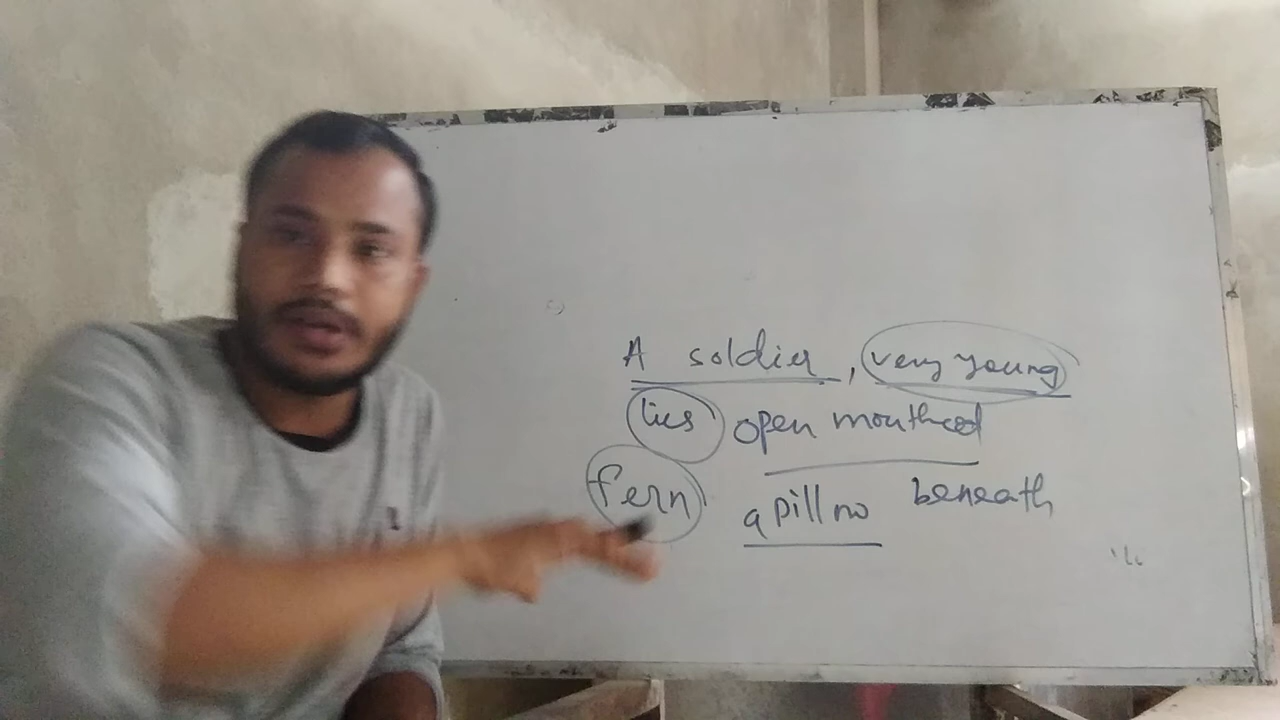 A soldier, very young
lies open mouthed
fern a pillow beneath